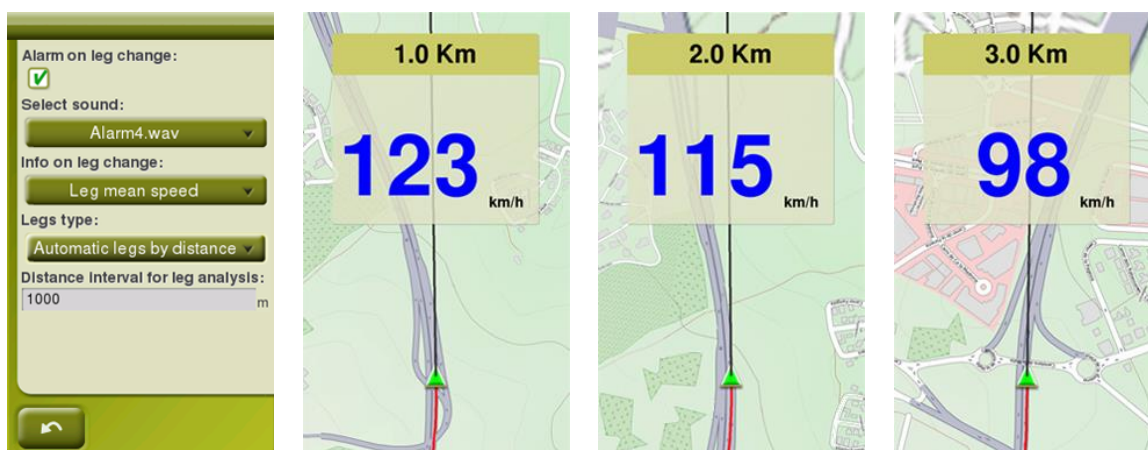 Alarm on leg change:
Select sound:
Alarm4.wav
Info on leg change:
Leg mean speed
Legs type:
Automatic legs by distance
Distance interval for leg analysis:
1000
m
1.0 Km
123
km/h
2.0 Km
115
km/h
3.0 Km
98
km/h